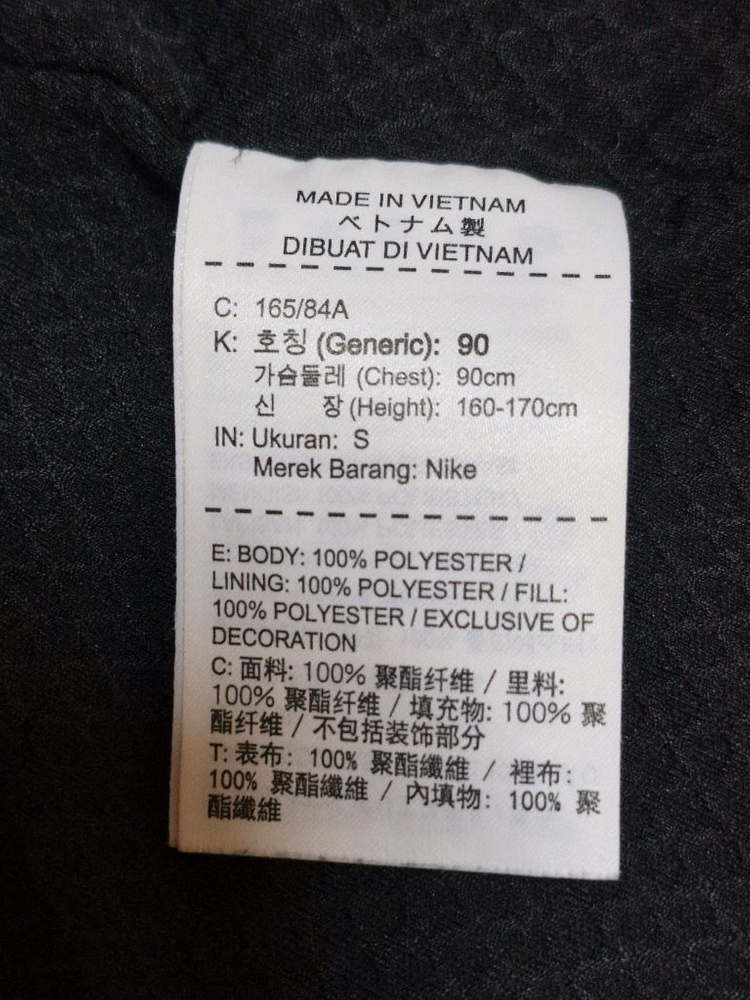 MADE IN VIETNAM
ベトナム製
DIBUAT DI VIETNAM
C: 165/84A
K: 호칭 (Generic): 90
가슴둘레 (Chest): 90cm
신 장 (Height): 160-170cm
IN: Ukuran: S
Merek Barang: Nike
E: BODY: 100% POLYESTER /
LINING: 100% POLYESTER / FILL:
100% POLYESTER / EXCLUSIVE OF
DECORATION
C: 面料: 100% 聚酯纤维 / 里料:
100% 聚酯纤维 / 填充物: 100% 聚
酯纤维 / 不包括装饰部分
T: 表布: 100% 聚酯纖維 / 裡布:
100% 聚酯纖維 / 內填物: 100% 聚
酯纖維